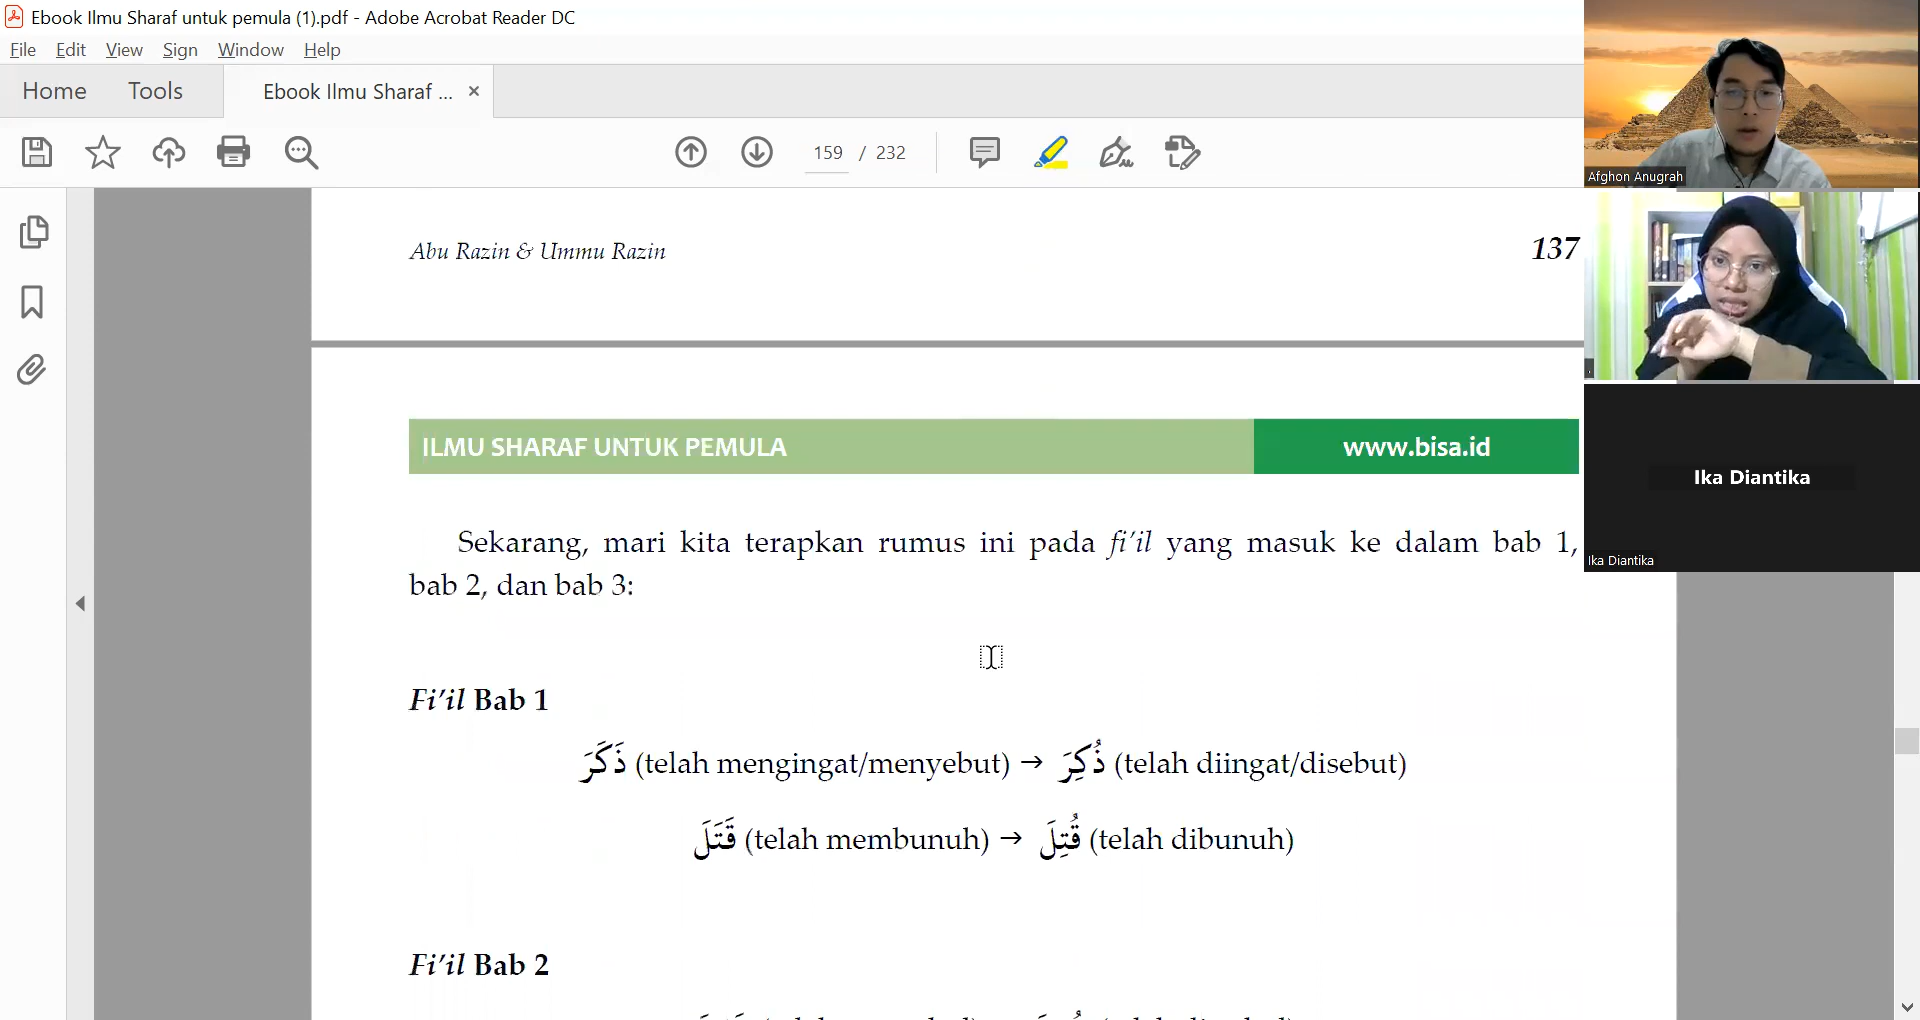 Ebook Ilmu Sharaf untuk pemula (1).pdf - Adobe Acrobat Reader DC
File Edit View Sign Window Help
Home Tools Ebook Ilmu Sharaf ... ×
159 / 232
Afghon Anugrah
Abu Razin & Ummu Razin 137
ILMU SHARAF UNTUK PEMULA www.bisa.id
Ika Diantika
Ika Diantika
Sekarang, mari kita terapkan rumus ini pada fi’il yang masuk ke dalam bab 1,
bab 2, dan bab 3:
Fi’il Bab 1
ذَكَرَ (telah mengingat/menyebut) → ذُكِرَ (telah diingat/disebut)
قَتَلَ (telah membunuh) → قُتِلَ (telah dibunuh)
Fi’il Bab 2